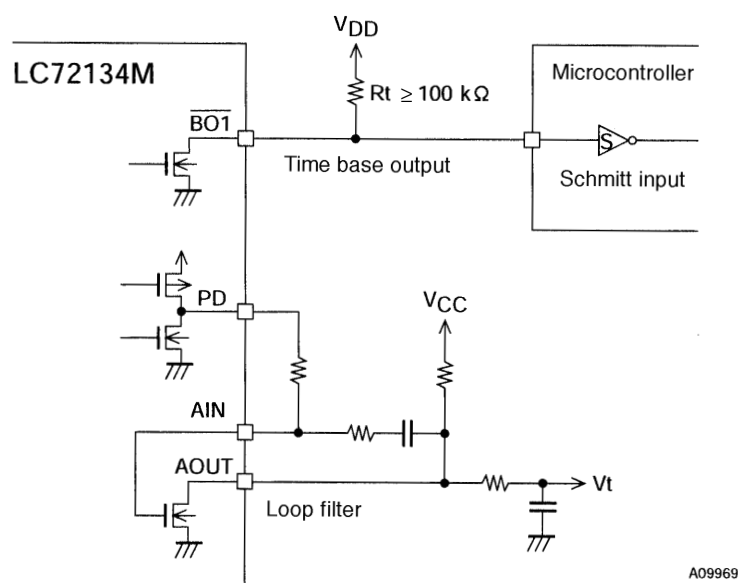 VDD
LC72134M
Microcontroller
Rt ≥ 100 kΩ
BO1
S
Time base output
Schmitt input
PD
VCC
AIN
AOUT
Vt
Loop filter
A09969